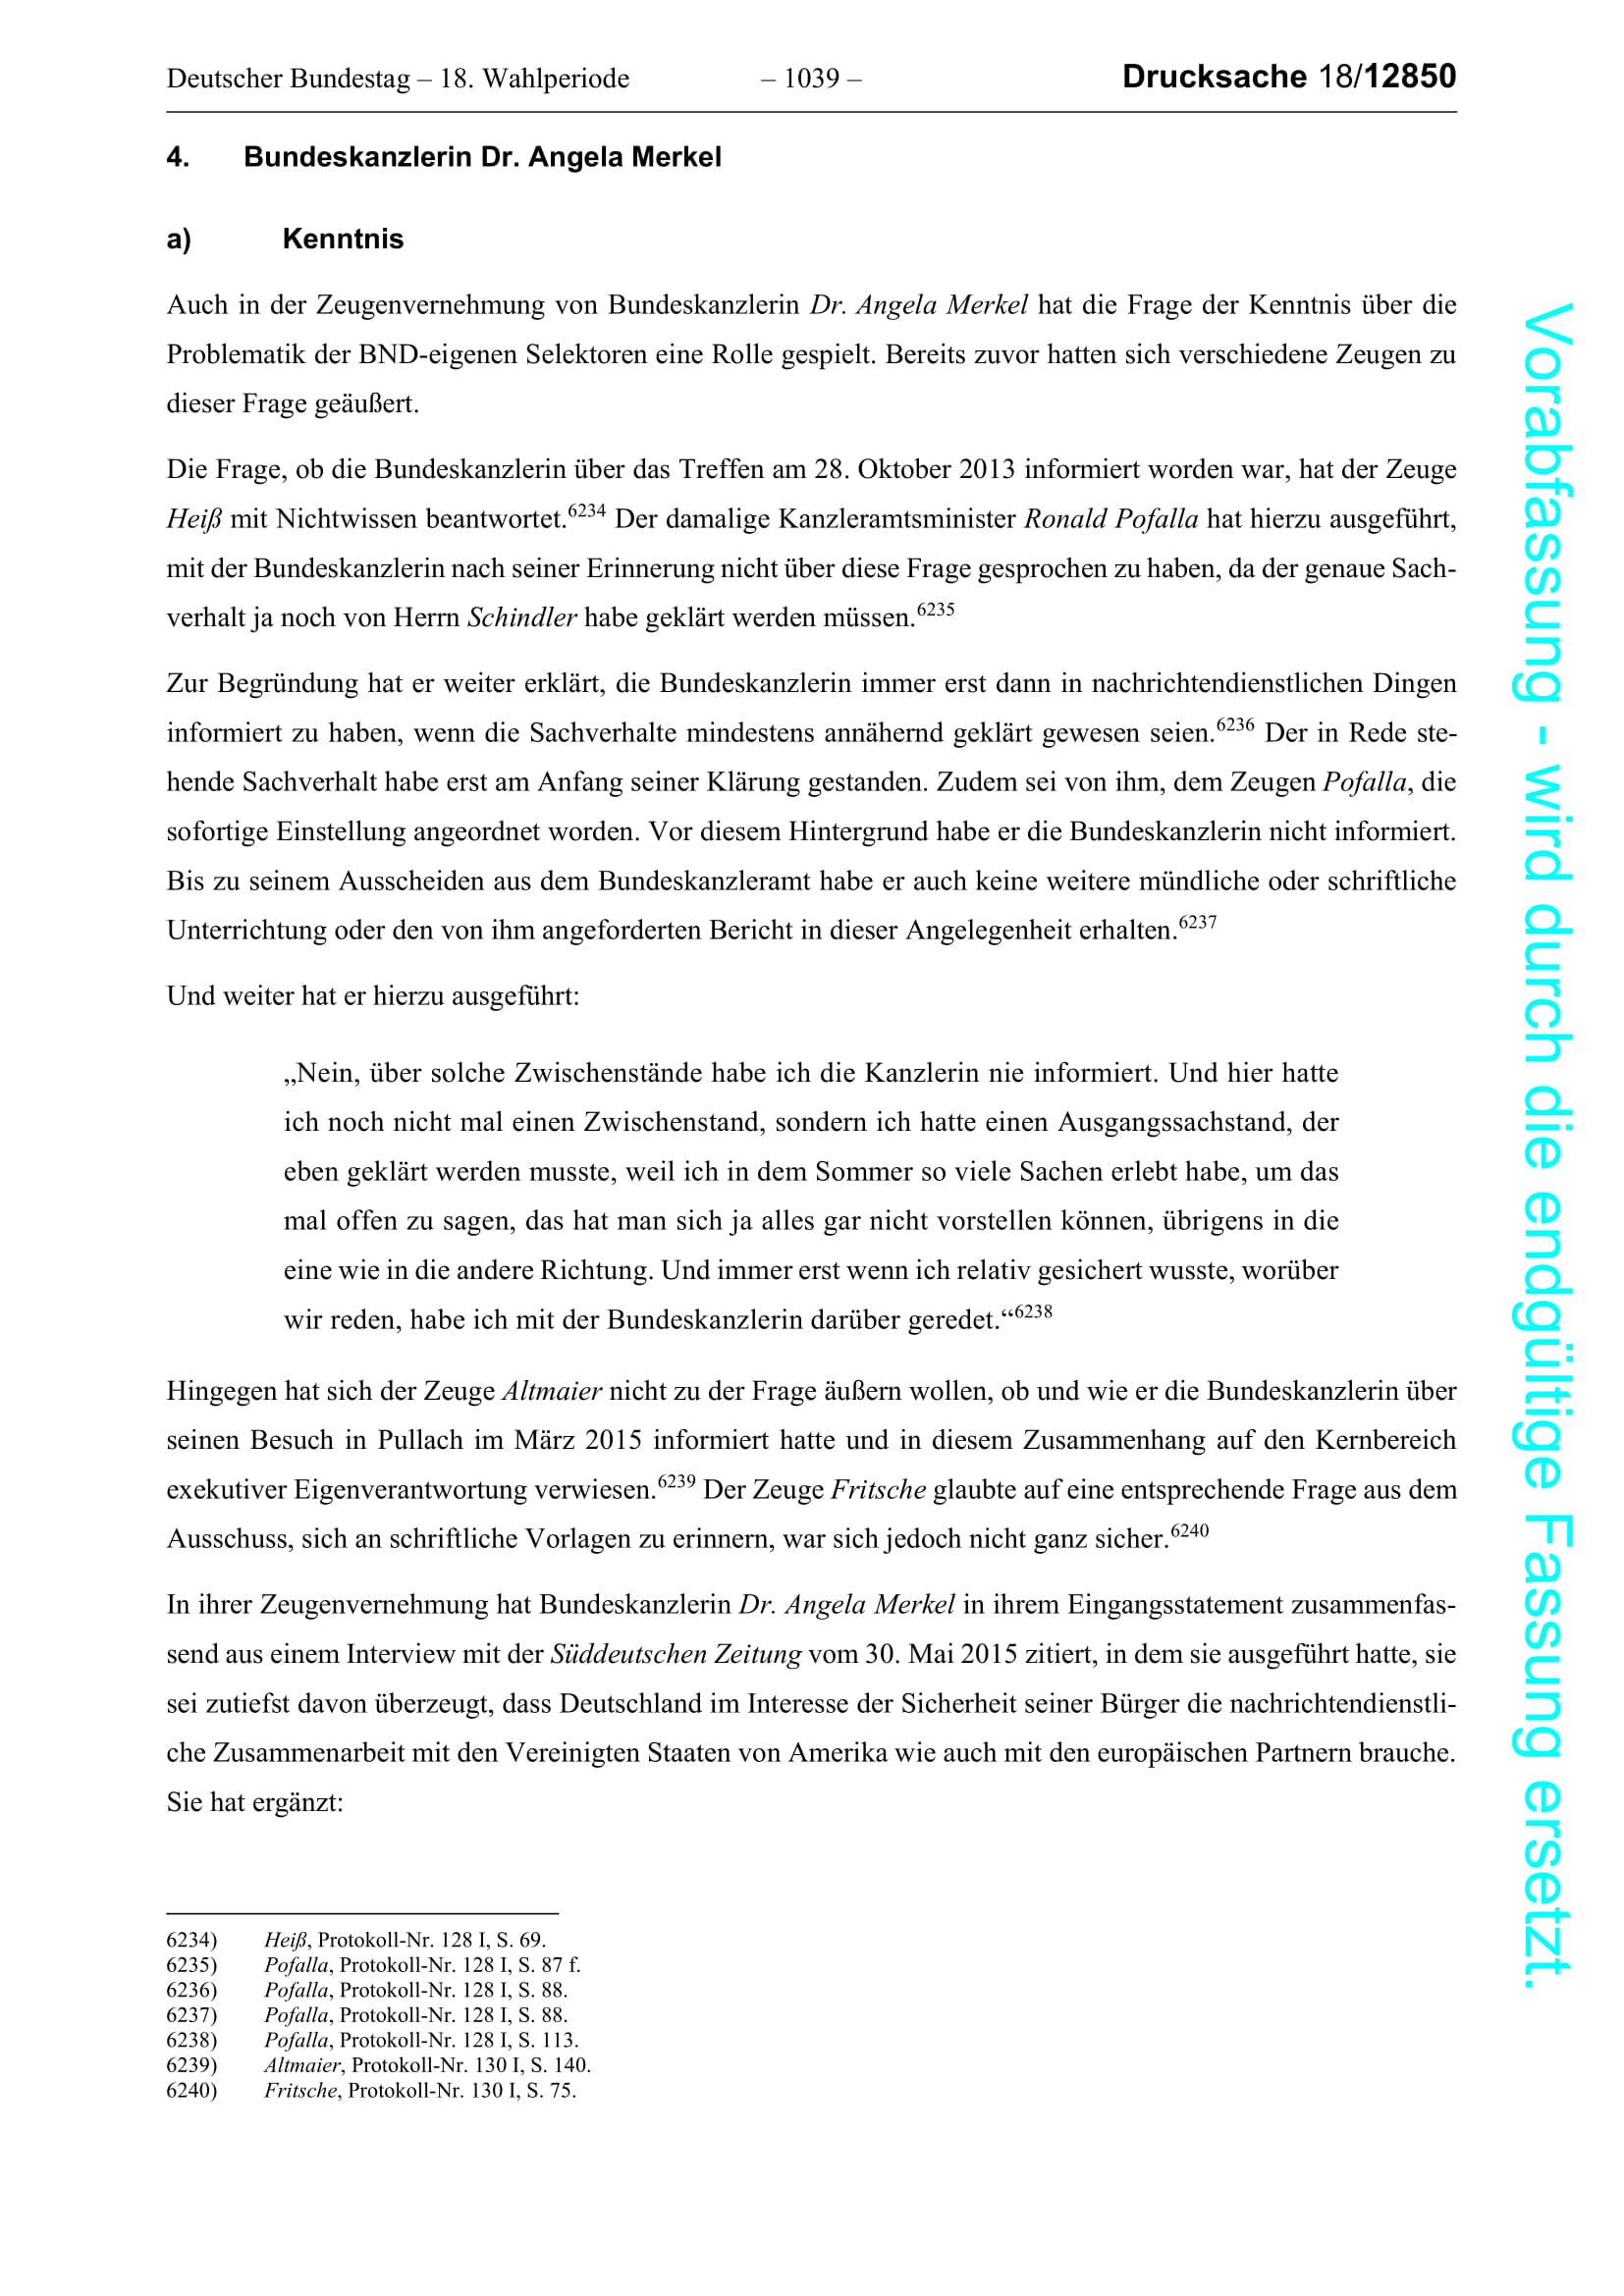 Deutscher Bundestag – 18. Wahlperiode – 1039 – Drucksache 18/12850
4. Bundeskanzlerin Dr. Angela Merkel
a) Kenntnis
Auch in der Zeugenvernehmung von Bundeskanzlerin Dr. Angela Merkel hat die Frage der Kenntnis über die
Problematik der BND-eigenen Selektoren eine Rolle gespielt. Bereits zuvor hatten sich verschiedene Zeugen zu
dieser Frage geäußert.
Die Frage, ob die Bundeskanzlerin über das Treffen am 28. Oktober 2013 informiert worden war, hat der Zeuge
Heiß mit Nichtwissen beantwortet.6234 Der damalige Kanzleramtsminister Ronald Pofalla hat hierzu ausgeführt,
mit der Bundeskanzlerin nach seiner Erinnerung nicht über diese Frage gesprochen zu haben, da der genaue Sach-
verhalt ja noch von Herrn Schindler habe geklärt werden müssen.6235
Zur Begründung hat er weiter erklärt, die Bundeskanzlerin immer erst dann in nachrichtendienstlichen Dingen
informiert zu haben, wenn die Sachverhalte mindestens annähernd geklärt gewesen seien.6236 Der in Rede ste-
hende Sachverhalt habe erst am Anfang seiner Klärung gestanden. Zudem sei von ihm, dem Zeugen Pofalla, die
sofortige Einstellung angeordnet worden. Vor diesem Hintergrund habe er die Bundeskanzlerin nicht informiert.
Bis zu seinem Ausscheiden aus dem Bundeskanzleramt habe er auch keine weitere mündliche oder schriftliche
Unterrichtung oder den von ihm angeforderten Bericht in dieser Angelegenheit erhalten.6237
Und weiter hat er hierzu ausgeführt:
„Nein, über solche Zwischenstände habe ich die Kanzlerin nie informiert. Und hier hatte
ich noch nicht mal einen Zwischenstand, sondern ich hatte einen Ausgangssachstand, der
eben geklärt werden musste, weil ich in dem Sommer so viele Sachen erlebt habe, um das
mal offen zu sagen, das hat man sich ja alles gar nicht vorstellen können, übrigens in die
eine wie in die andere Richtung. Und immer erst wenn ich relativ gesichert wusste, worüber
wir reden, habe ich mit der Bundeskanzlerin darüber geredet.“6238
Hingegen hat sich der Zeuge Altmaier nicht zu der Frage äußern wollen, ob und wie er die Bundeskanzlerin über
seinen Besuch in Pullach im März 2015 informiert hatte und in diesem Zusammenhang auf den Kernbereich
exekutiver Eigenverantwortung verwiesen.6239 Der Zeuge Fritsche glaubte auf eine entsprechende Frage aus dem
Ausschuss, sich an schriftliche Vorlagen zu erinnern, war sich jedoch nicht ganz sicher.6240
In ihrer Zeugenvernehmung hat Bundeskanzlerin Dr. Angela Merkel in ihrem Eingangsstatement zusammenfas-
send aus einem Interview mit der Süddeutschen Zeitung vom 30. Mai 2015 zitiert, in dem sie ausgeführt hatte, sie
sei zutiefst davon überzeugt, dass Deutschland im Interesse der Sicherheit seiner Bürger die nachrichtendienstli-
che Zusammenarbeit mit den Vereinigten Staaten von Amerika wie auch mit den europäischen Partnern brauche.
Sie hat ergänzt:
6234) Heiß, Protokoll-Nr. 128 I, S. 69.
6235) Pofalla, Protokoll-Nr. 128 I, S. 87 f.
6236) Pofalla, Protokoll-Nr. 128 I, S. 88.
6237) Pofalla, Protokoll-Nr. 128 I, S. 88.
6238) Pofalla, Protokoll-Nr. 128 I, S. 113.
6239) Altmaier, Protokoll-Nr. 130 I, S. 140.
6240) Fritsche, Protokoll-Nr. 130 I, S. 75.
Vorabfassung - wird durch die endgültige Fassung ersetzt.